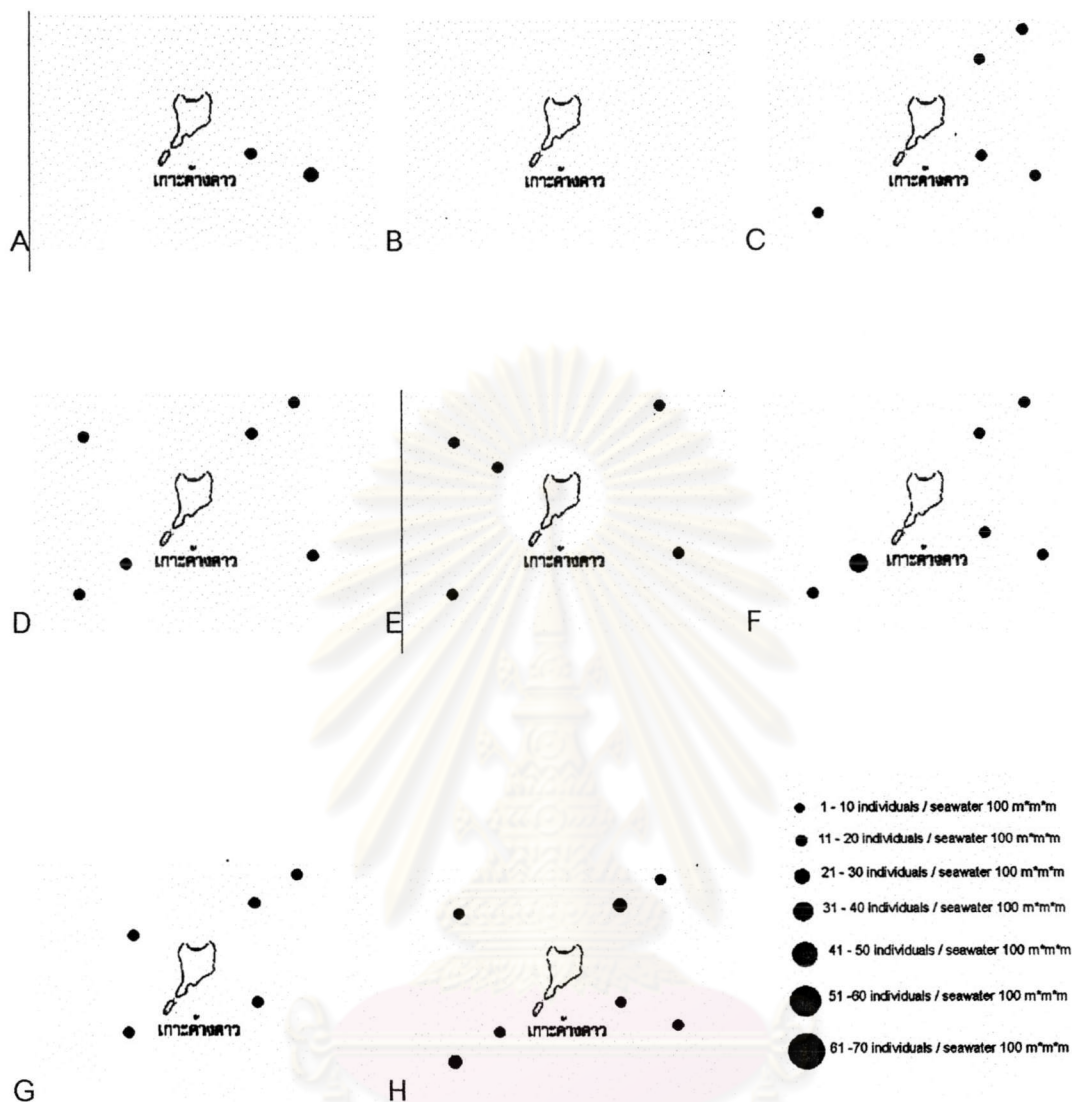 เกาะค้างคาว
A
เกาะค้างคาว
B
เกาะค้างคาว
C
เกาะค้างคาว
D
เกาะค้างคาว
E
เกาะค้างคาว
F
เกาะค้างคาว
G
เกาะค้างคาว
H
1 - 10 individuals / seawater 100 m*m*m
11 - 20 individuals / seawater 100 m*m*m
21 - 30 individuals / seawater 100 m*m*m
31 - 40 individuals / seawater 100 m*m*m
41 - 50 individuals / seawater 100 m*m*m
51 -60 individuals / seawater 100 m*m*m
61 -70 individuals / seawater 100 m*m*m